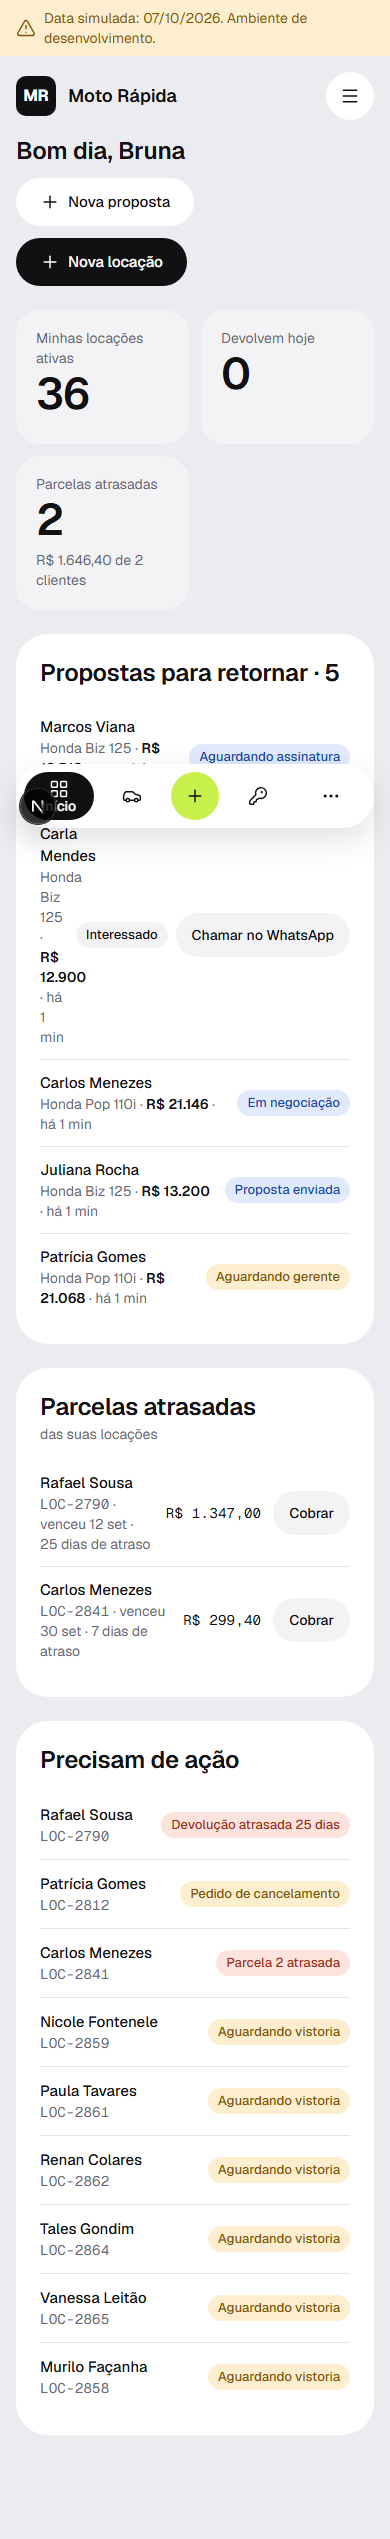 Data simulada: 07/10/2026. Ambiente de
desenvolvimento.
MR Moto Rápida
Bom dia, Bruna
Nova proposta
Nova locação
Minhas locações
ativas
36
Devolvem hoje
0
Parcelas atrasadas
2
R$ 1.646,40 de 2
clientes
Propostas para retornar · 5
Marcos Viana
Honda Biz 125 · R$
Aguardando assinatura
N
Início
Carla
Mendes
Honda
Biz
125
·
R$
12.900
· há
1
min
Interessado
Chamar no WhatsApp
Carlos Menezes
Honda Pop 110i · R$ 21.146 ·
há 1 min
Em negociação
Juliana Rocha
Honda Biz 125 · R$ 13.200
· há 1 min
Proposta enviada
Patrícia Gomes
Honda Pop 110i · R$
21.068 · há 1 min
Aguardando gerente
Parcelas atrasadas
das suas locações
Rafael Sousa
LOC-2790 ·
venceu 12 set ·
25 dias de atraso
R$ 1.347,00
Cobrar
Carlos Menezes
LOC-2841 · venceu
30 set · 7 dias de
atraso
R$ 299,40
Cobrar
Precisam de ação
Rafael Sousa
LOC-2790
Devolução atrasada 25 dias
Patrícia Gomes
LOC-2812
Pedido de cancelamento
Carlos Menezes
LOC-2841
Parcela 2 atrasada
Nicole Fontenele
LOC-2859
Aguardando vistoria
Paula Tavares
LOC-2861
Aguardando vistoria
Renan Colares
LOC-2862
Aguardando vistoria
Tales Gondim
LOC-2864
Aguardando vistoria
Vanessa Leitão
LOC-2865
Aguardando vistoria
Murilo Façanha
LOC-2858
Aguardando vistoria